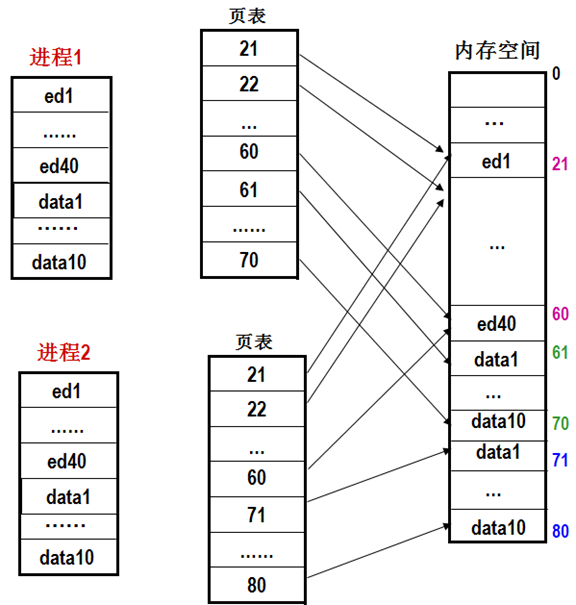 进程1
ed1
......
ed40
data1
......
data10
页表
21
22
...
60
61
......
70
内存空间
0
...
ed1
21
...
ed40
60
data1
61
...
data10
70
data1
71
...
data10
80
进程2
ed1
......
ed40
data1
......
data10
页表
21
22
...
60
71
......
80